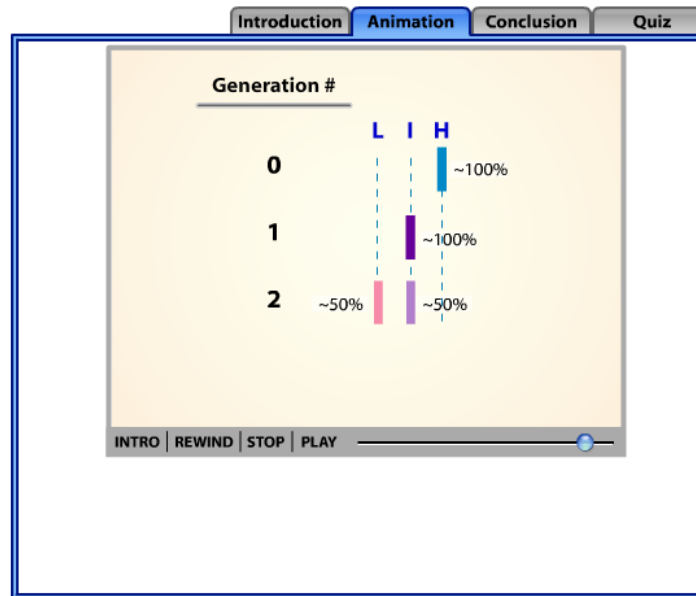 Introduction Animation Conclusion Quiz
Generation #
L I H
0 ~100%
1 ~100%
2 ~50% ~50%
INTRO REWIND STOP PLAY